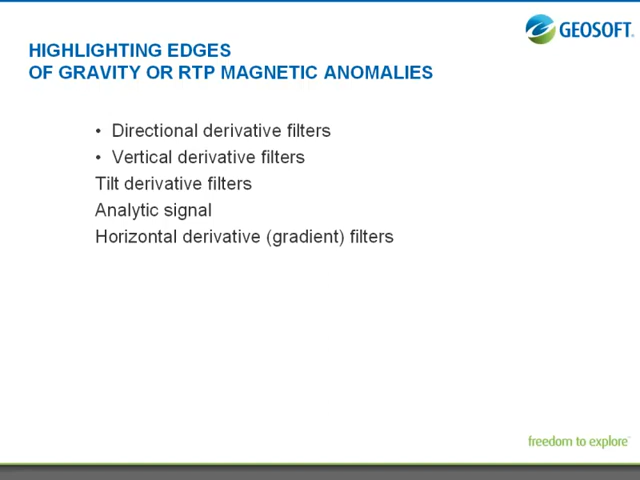 GEOSOFT.
HIGHLIGHTING EDGES
OF GRAVITY OR RTP MAGNETIC ANOMALIES
• Directional derivative filters
• Vertical derivative filters
Tilt derivative filters
Analytic signal
Horizontal derivative (gradient) filters
freedom to explore